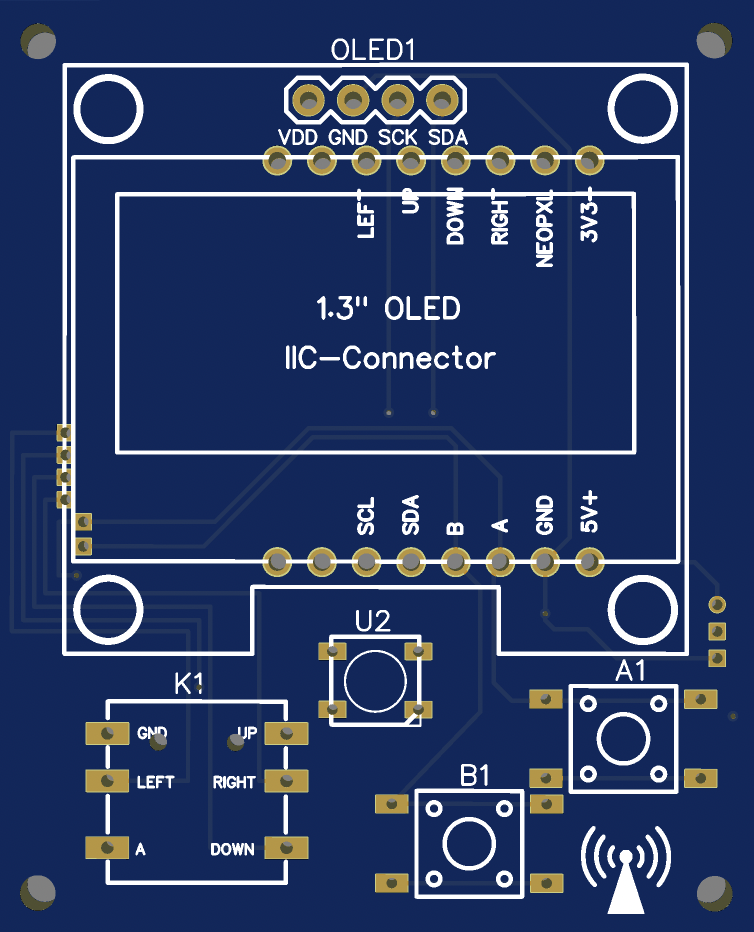 OLED1
VDD GND SCK SDA
LEFT
UP
DOWN
RIGHT
NEOPXL
3V3+
1.3" OLED
IIC-Connector
SCL
SDA
B
A
GND
5V+
U2
K1
A1
GND UP
LEFT RIGHT
A DOWN
B1